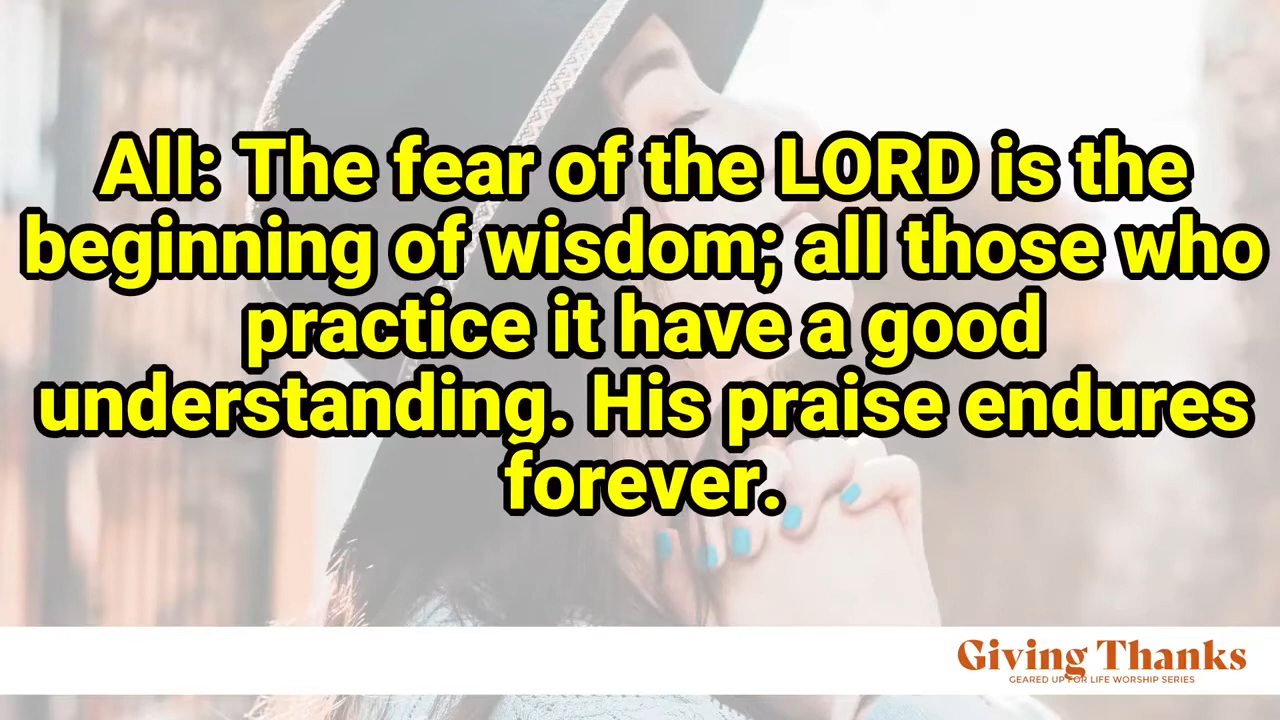 All: The fear of the LORD is the
beginning of wisdom; all those who
practice it have a good
understanding. His praise endures
forever.
Giving Thanks
GEARED UP FOR LIFE WORSHIP SERIES